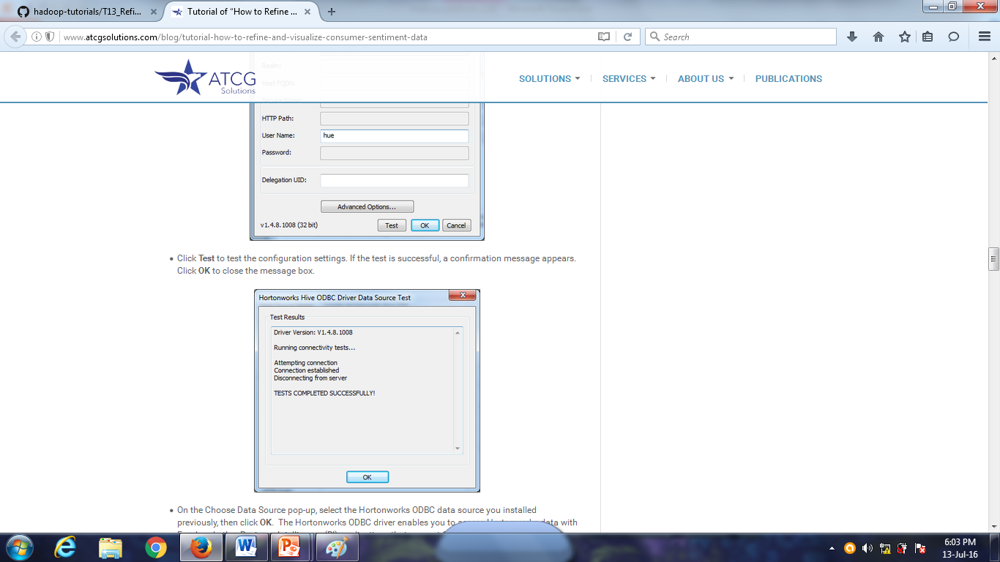 hadoop-tutorials/T13_Refi...
Tutorial of "How to Refine ...
www.atcgsolutions.com/blog/tutorial-how-to-refine-and-visualize-consumer-sentiment-data
Search
ATCG
Solutions
SOLUTIONS
SERVICES
ABOUT US
PUBLICATIONS
Realm:
Host FQDN:
Service Name:
HTTP Path:
User Name:
hue
Password:
Delegation UID:
Advanced Options...
v1.4.8.1008 (32 bit)
Test
OK
Cancel
Click Test to test the configuration settings. If the test is successful, a confirmation message appears.
Click OK to close the message box.
Hortonworks Hive ODBC Driver Data Source Test
Test Results
Driver Version: V1.4.8.1008
Running connectivity tests...
Attempting connection
Connection established
Disconnecting from server
TESTS COMPLETED SUCCESSFULLY!
OK
On the Choose Data Source pop-up, select the Hortonworks ODBC data source you installed
previously, then click OK. The Hortonworks ODBC driver enables you to data with
6:03 PM
13-Jul-16